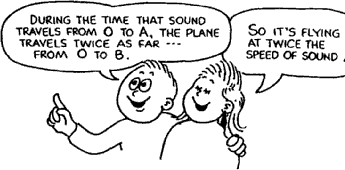 DURING THE TIME THAT SOUND
TRAVELS FROM O TO A, THE PLANE
TRAVELS TWICE AS FAR ---
FROM O TO B.
SO IT'S FLYING
AT TWICE THE
SPEED OF SOUND.